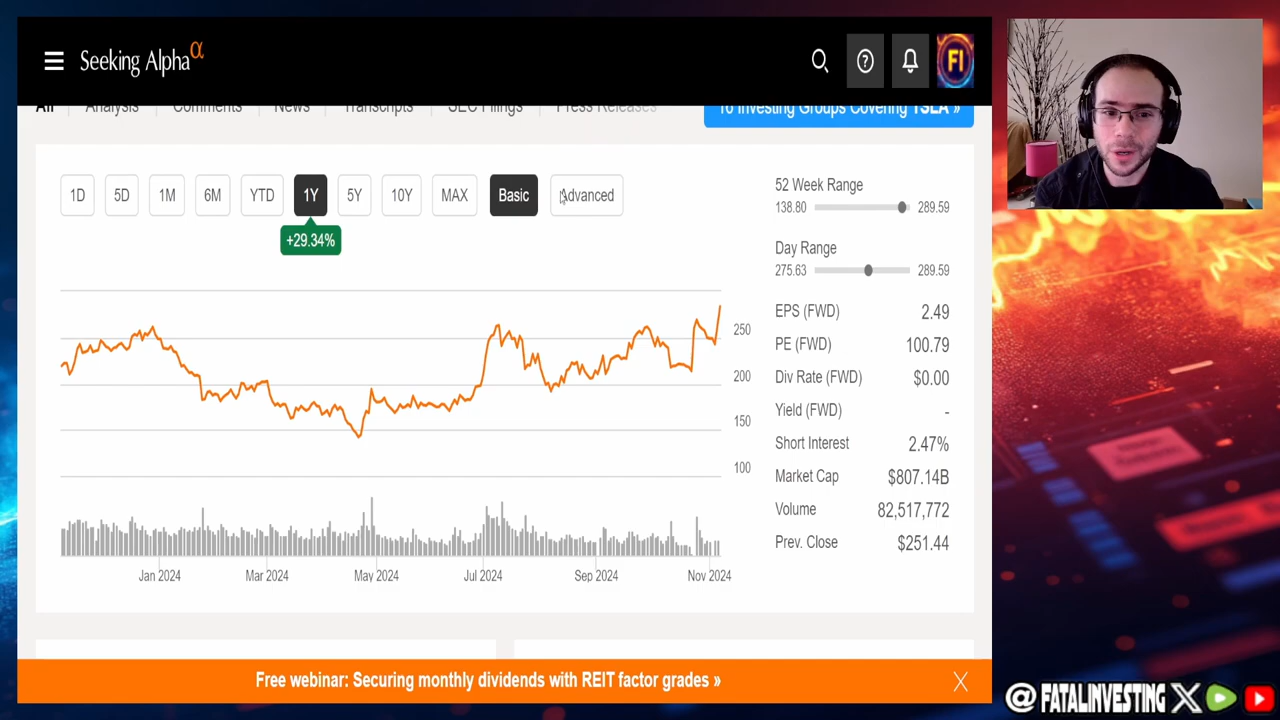 Seeking Alpha α
FI
All Analysis Comments News Transcripts SEC Filings Press Releases
16 Investing Groups Covering TSLA »
1D 5D 1M 6M YTD 1Y 5Y 10Y MAX Basic Advanced
+29.34%
52 Week Range
138.80 289.59
Day Range
275.63 289.59
EPS (FWD) 2.49
PE (FWD) 100.79
Div Rate (FWD) $0.00
Yield (FWD) -
Short Interest 2.47%
Market Cap $807.14B
Volume 82,517,772
Prev. Close $251.44
250
200
150
100
Jan 2024 Mar 2024 May 2024 Jul 2024 Sep 2024 Nov 2024
Free webinar: Securing monthly dividends with REIT factor grades » X
@FATALINVESTING X